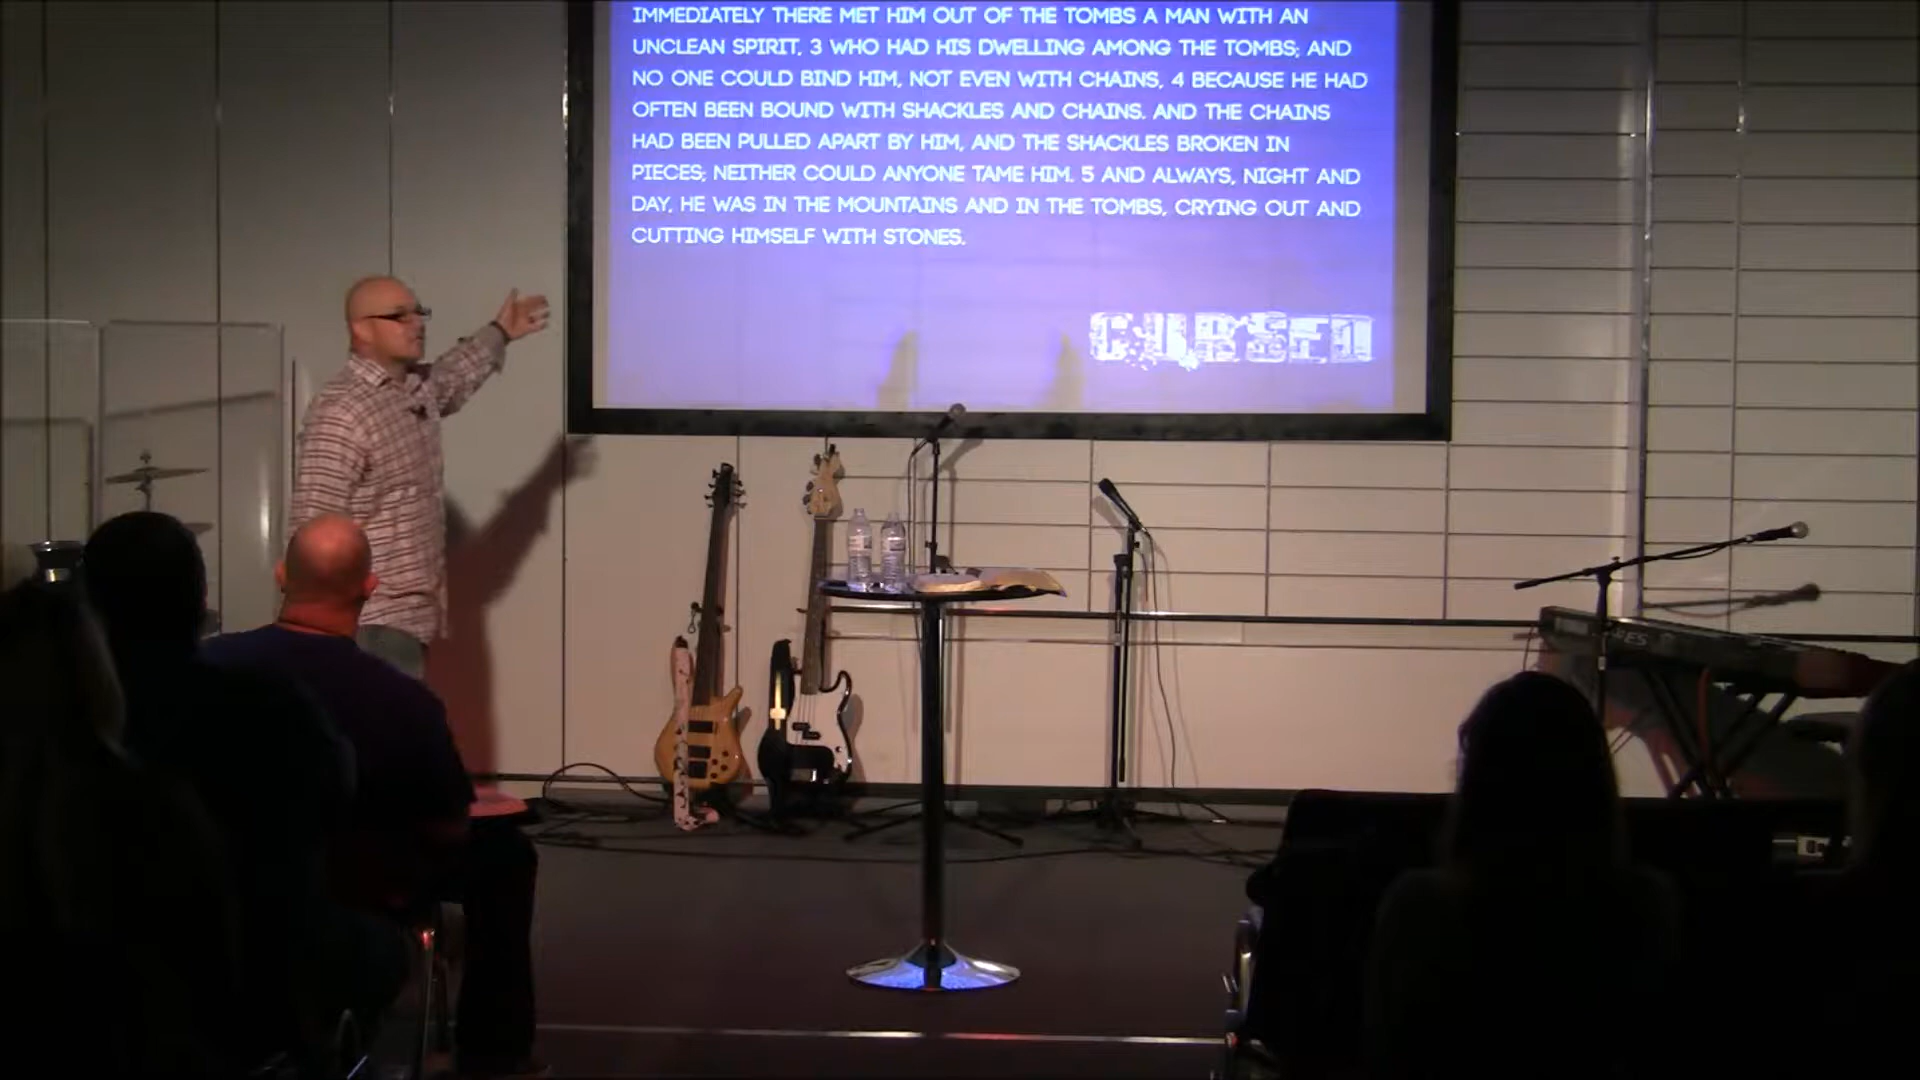 IMMEDIATELY THERE MET HIM OUT OF THE TOMBS A MAN WITH AN
UNCLEAN SPIRIT, 3 WHO HAD HIS DWELLING AMONG THE TOMBS; AND
NO ONE COULD BIND HIM, NOT EVEN WITH CHAINS, 4 BECAUSE HE HAD
OFTEN BEEN BOUND WITH SHACKLES AND CHAINS. AND THE CHAINS
HAD BEEN PULLED APART BY HIM, AND THE SHACKLES BROKEN IN
PIECES; NEITHER COULD ANYONE TAME HIM. 5 AND ALWAYS, NIGHT AND
DAY, HE WAS IN THE MOUNTAINS AND IN THE TOMBS, CRYING OUT AND
CUTTING HIMSELF WITH STONES.
CURSED